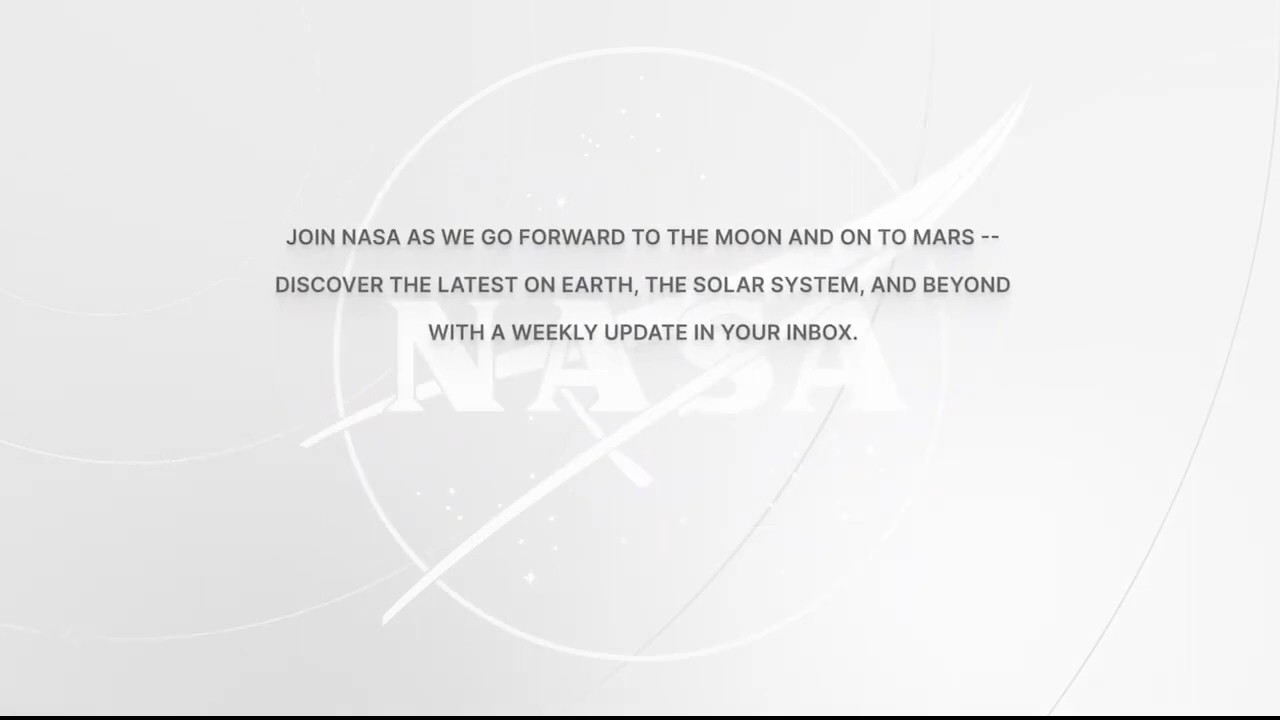 JOIN NASA AS WE GO FORWARD TO THE MOON AND ON TO MARS --
DISCOVER THE LATEST ON EARTH, THE SOLAR SYSTEM, AND BEYOND
WITH A WEEKLY UPDATE IN YOUR INBOX.
NASA